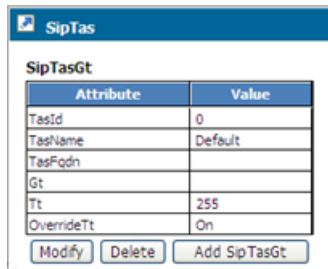 SipTas
SipTasGt
Attribute Value
TasId 0
TasName Default
TasFqdn
Gt
Tt 255
OverrideTt On
Modify Delete Add SipTasGt